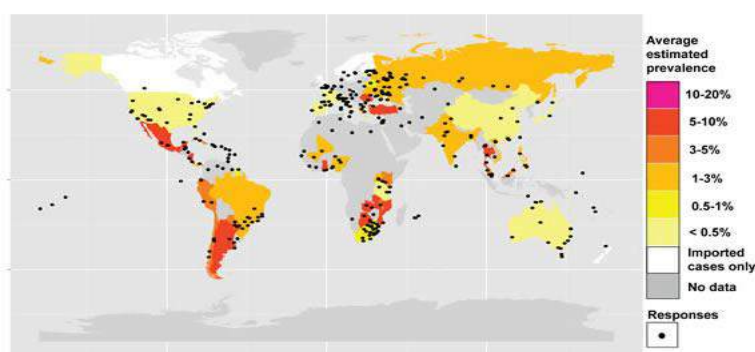 Average
estimated
prevalence
10-20%
5-10%
3-5%
1-3%
0.5-1%
< 0.5%
Imported
cases only
No data
Responses